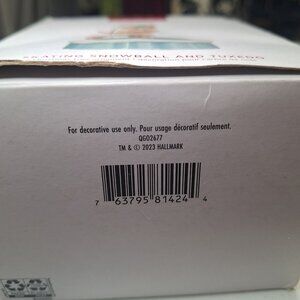 SKATING SNOWBALL AND TUXEDO
For decorative use only. Pour usage décoratif seulement.
QGO2677
TM & © 2023 HALLMARK
7 63795 81424 4